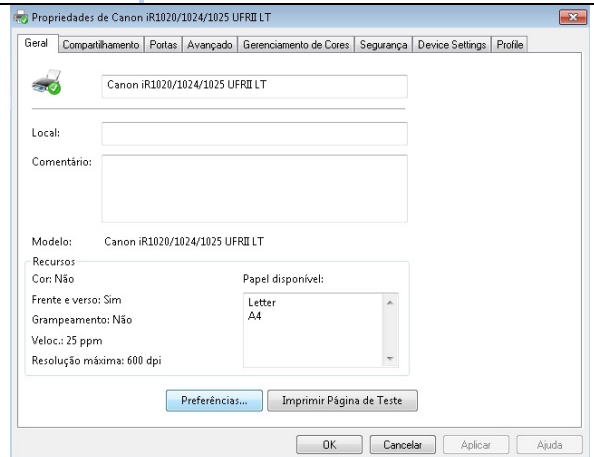 Propriedades de Canon iR1020/1024/1025 UFRII LT
Geral Compartilhamento Portas Avançado Gerenciamento de Cores Segurança Device Settings Profile
Canon iR1020/1024/1025 UFRII LT
Local:
Comentário:
Modelo: Canon iR1020/1024/1025 UFRII LT
Recursos
Cor: Não Papel disponível:
Frente e verso: Sim Letter
Grampeamento: Não A4
Veloc.: 25 ppm
Resolução máxima: 600 dpi
Preferências... Imprimir Página de Teste
OK Cancelar Aplicar Ajuda